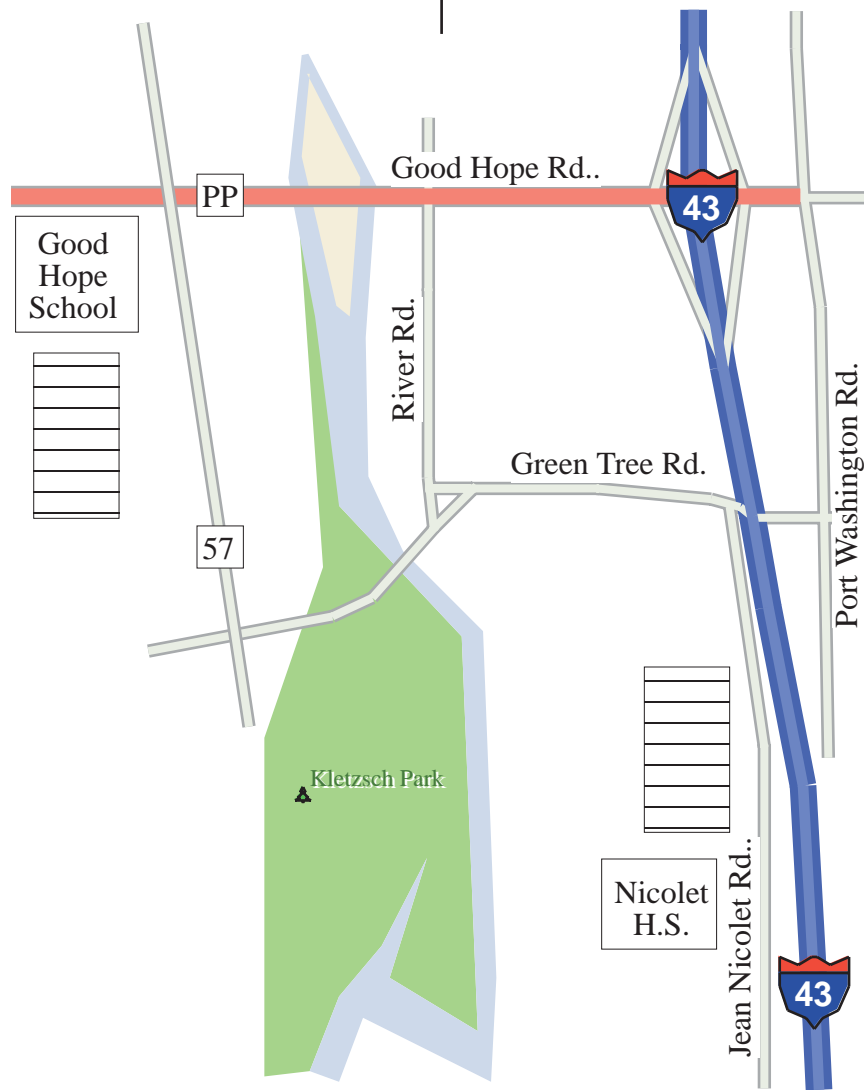 Good Hope Rd..
PP
43
Good
Hope
School
River Rd.
Port Washington Rd.
Green Tree Rd.
57
Kletzsch Park
Nicolet
H.S.
Jean Nicolet Rd..
43